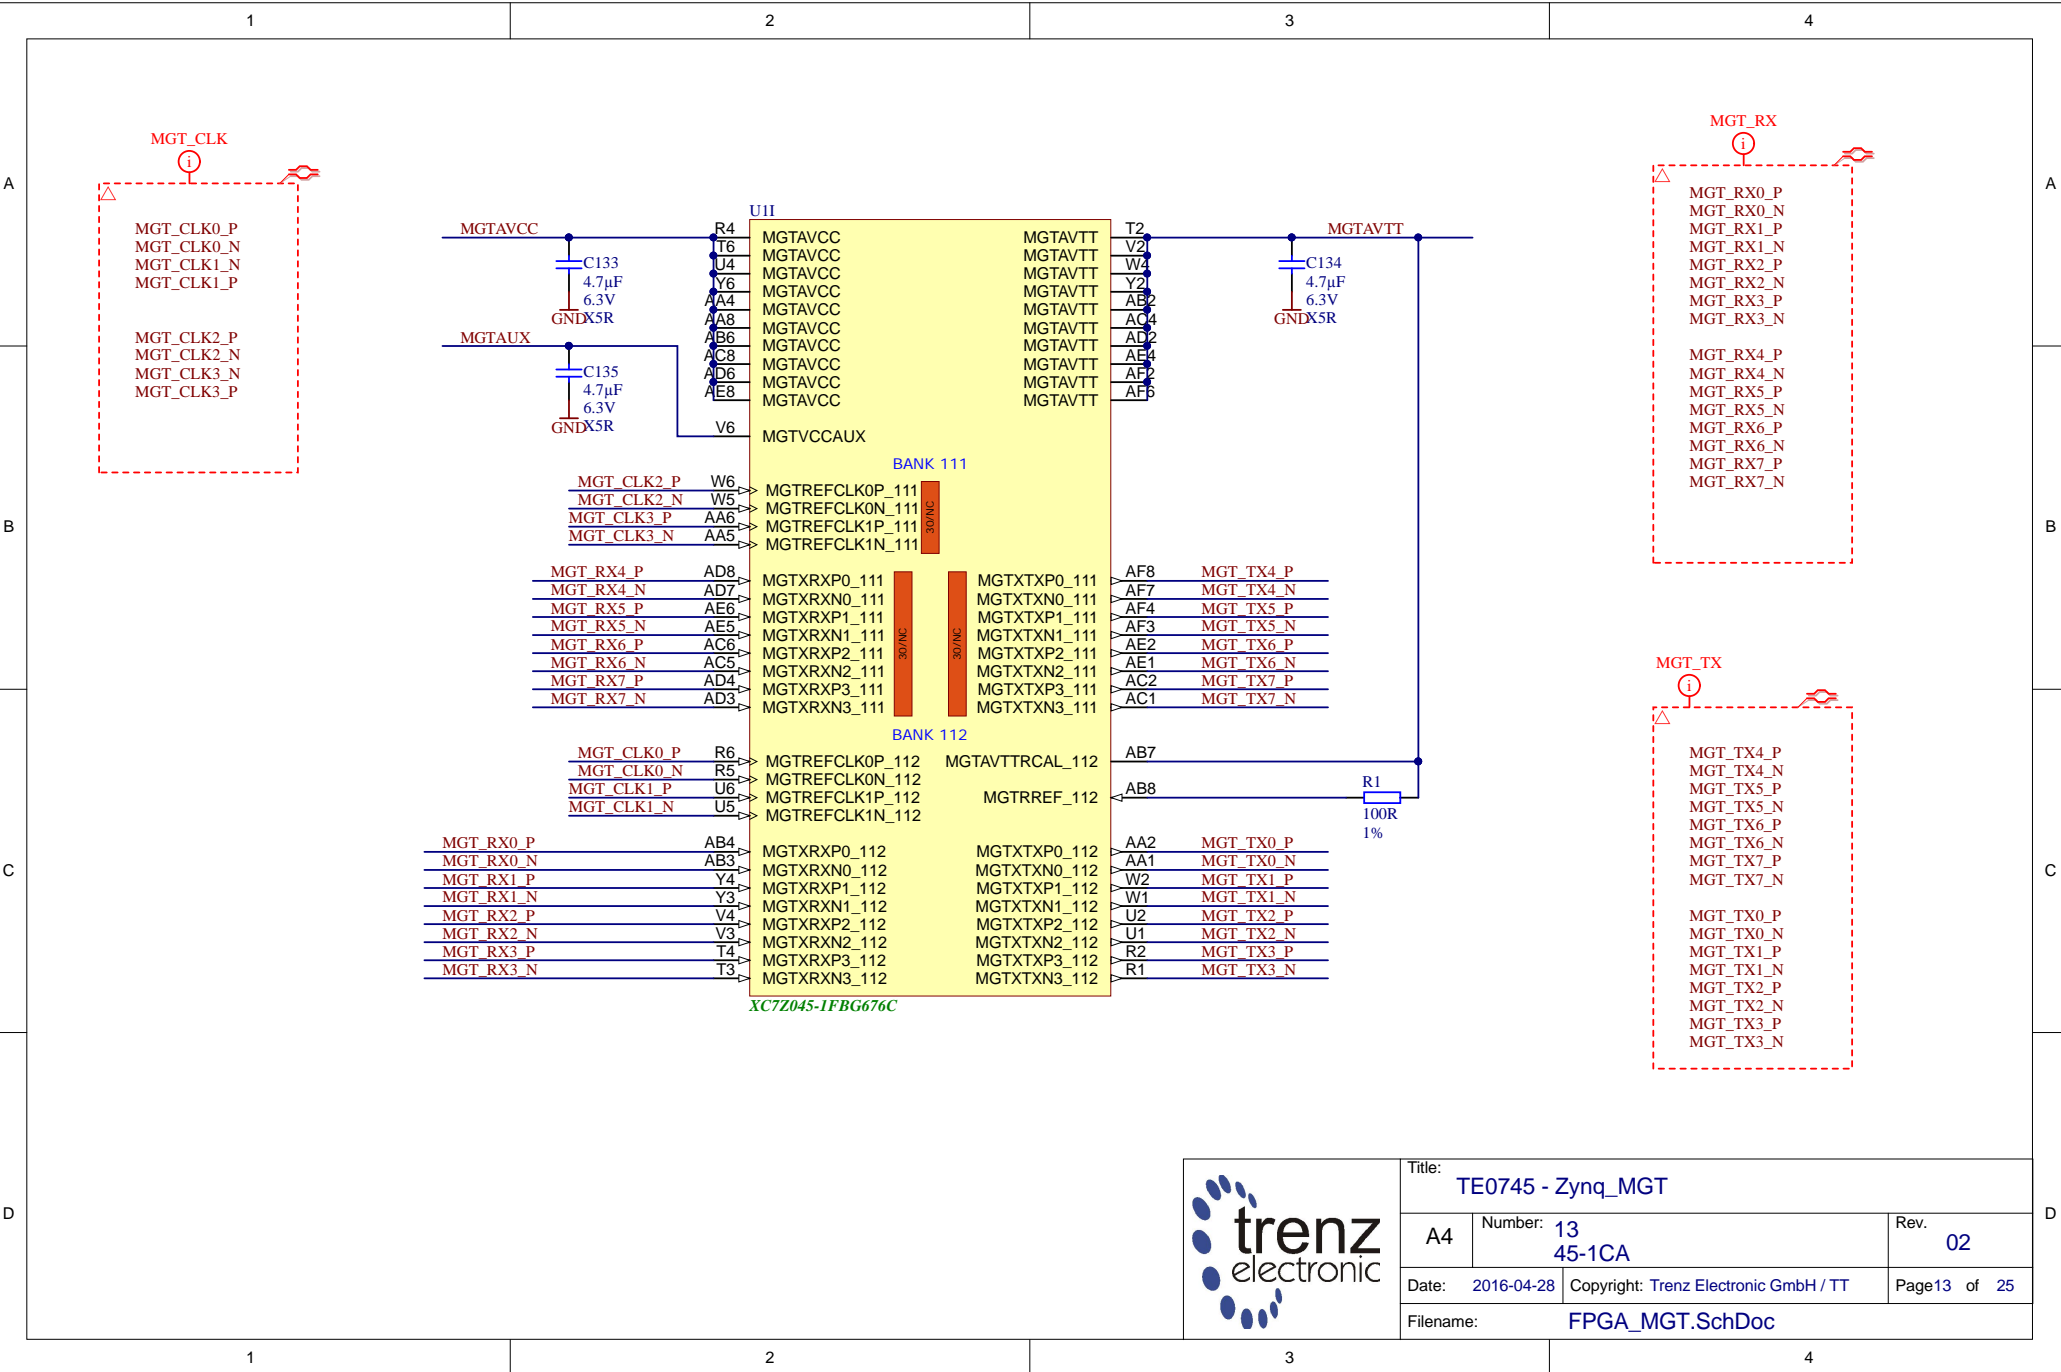 1 2 3 4
A
B
C
D
MGT_CLK
i
MGT_CLK0_P
MGT_CLK0_N
MGT_CLK1_N
MGT_CLK1_P
MGT_CLK2_P
MGT_CLK2_N
MGT_CLK3_N
MGT_CLK3_P
U1I
MGTAVCC R4 MGTAVCC
T6 MGTAVCC
U4 MGTAVCC
Y6 MGTAVCC
AA4 MGTAVCC
AA8 MGTAVCC
AB6 MGTAVCC
AC8 MGTAVCC
AD6 MGTAVCC
AE8 MGTAVCC
C133
4.7µF
6.3V
GND X5R
MGTAUX
C135
4.7µF
6.3V
GND X5R
V6 MGTVCCAUX
MGTAVTT T2 MGTAVTT
MGTAVTT V2
MGTAVTT W4
MGTAVTT Y2
MGTAVTT AB2
MGTAVTT AC4
MGTAVTT AD2
MGTAVTT AE4
MGTAVTT AF2
MGTAVTT AF6
C134
4.7µF
6.3V
GND X5R
BANK 111
MGT_CLK2_P W6 MGTREFCLK0P_111
MGT_CLK2_N W5 MGTREFCLK0N_111
MGT_CLK3_P AA6 MGTREFCLK1P_111
MGT_CLK3_N AA5 MGTREFCLK1N_111
30/NC
MGT_RX4_P AD8 MGTXRXP0_111 MGTXTXP0_111 AF8 MGT_TX4_P
MGT_RX4_N AD7 MGTXRXN0_111 MGTXTXN0_111 AF7 MGT_TX4_N
MGT_RX5_P AE6 MGTXRXP1_111 MGTXTXP1_111 AF4 MGT_TX5_P
MGT_RX5_N AE5 MGTXRXN1_111 MGTXTXN1_111 AF3 MGT_TX5_N
MGT_RX6_P AC6 MGTXRXP2_111 MGTXTXP2_111 AE2 MGT_TX6_P
MGT_RX6_N AC5 MGTXRXN2_111 MGTXTXN2_111 AE1 MGT_TX6_N
MGT_RX7_P AD4 MGTXRXP3_111 MGTXTXP3_111 AC2 MGT_TX7_P
MGT_RX7_N AD3 MGTXRXN3_111 MGTXTXN3_111 AC1 MGT_TX7_N
30/NC 30/NC
BANK 112
MGT_CLK0_P R6 MGTREFCLK0P_112 MGTAVTTRCAL_112 AB7
MGT_CLK0_N R5 MGTREFCLK0N_112
MGT_CLK1_P U6 MGTREFCLK1P_112 MGTRREF_112 AB8
MGT_CLK1_N U5 MGTREFCLK1N_112
R1
100R
1%
MGT_RX0_P AB4 MGTXRXP0_112 MGTXTXP0_112 AA2 MGT_TX0_P
MGT_RX0_N AB3 MGTXRXN0_112 MGTXTXN0_112 AA1 MGT_TX0_N
MGT_RX1_P Y4 MGTXRXP1_112 MGTXTXP1_112 W2 MGT_TX1_P
MGT_RX1_N Y3 MGTXRXN1_112 MGTXTXN1_112 W1 MGT_TX1_N
MGT_RX2_P V4 MGTXRXP2_112 MGTXTXP2_112 U2 MGT_TX2_P
MGT_RX2_N V3 MGTXRXN2_112 MGTXTXN2_112 U1 MGT_TX2_N
MGT_RX3_P T4 MGTXRXP3_112 MGTXTXP3_112 R2 MGT_TX3_P
MGT_RX3_N T3 MGTXRXN3_112 MGTXTXN3_112 R1 MGT_TX3_N
XC7Z045-1FBG676C
MGT_RX
i
MGT_RX0_P
MGT_RX0_N
MGT_RX1_P
MGT_RX1_N
MGT_RX2_P
MGT_RX2_N
MGT_RX3_P
MGT_RX3_N
MGT_RX4_P
MGT_RX4_N
MGT_RX5_P
MGT_RX5_N
MGT_RX6_P
MGT_RX6_N
MGT_RX7_P
MGT_RX7_N
MGT_TX
i
MGT_TX4_P
MGT_TX4_N
MGT_TX5_P
MGT_TX5_N
MGT_TX6_P
MGT_TX6_N
MGT_TX7_P
MGT_TX7_N
MGT_TX0_P
MGT_TX0_N
MGT_TX1_P
MGT_TX1_N
MGT_TX2_P
MGT_TX2_N
MGT_TX3_P
MGT_TX3_N
A
B
C
D
trenz
electronic
Title:
TE0745 - Zynq_MGT
A4 Number: 13
45-1CA
Rev.
02
Date: 2016-04-28 Copyright: Trenz Electronic GmbH / TT Page13 of 25
Filename: FPGA_MGT.SchDoc
1 2 3 4